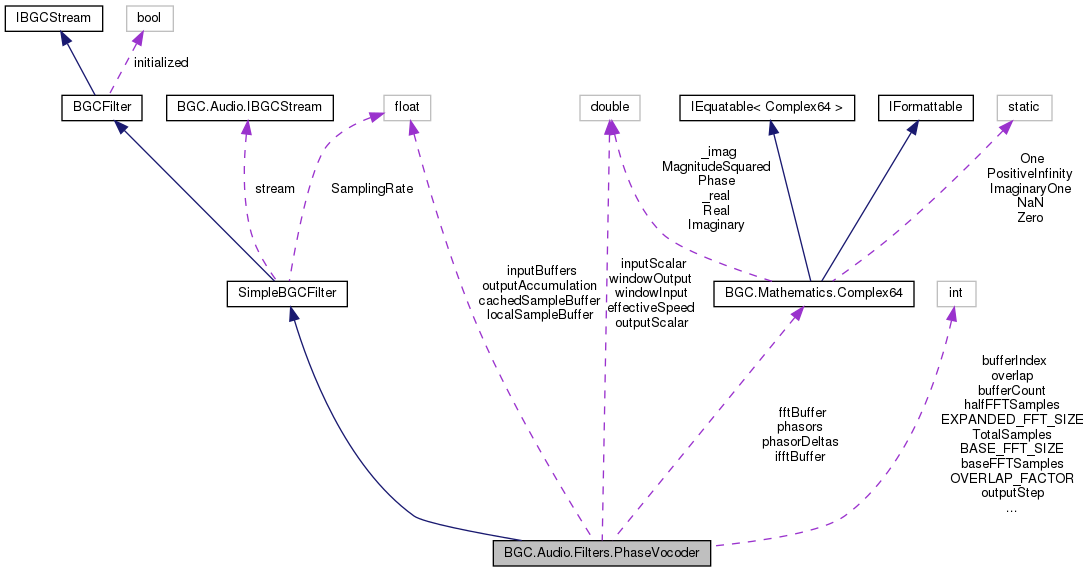 IBGCStream
bool
initialized
BGCFilter
BGC.Audio.IBGCStream
float
double
IEquatable< Complex64 >
IFormattable
static
stream
SamplingRate
_imag
MagnitudeSquared
Phase
_real
Real
Imaginary
One
PositiveInfinity
ImaginaryOne
NaN
Zero
SimpleBGCFilter
inputBuffers
outputAccumulation
cachedSampleBuffer
localSampleBuffer
inputScalar
windowOutput
windowInput
effectiveSpeed
outputScalar
BGC.Mathematics.Complex64
int
fftBuffer
phasors
phasorDeltas
ifftBuffer
bufferIndex
overlap
bufferCount
halfFFTSamples
EXPANDED_FFT_SIZE
TotalSamples
BASE_FFT_SIZE
baseFFTSamples
OVERLAP_FACTOR
outputStep
...
BGC.Audio.Filters.PhaseVocoder